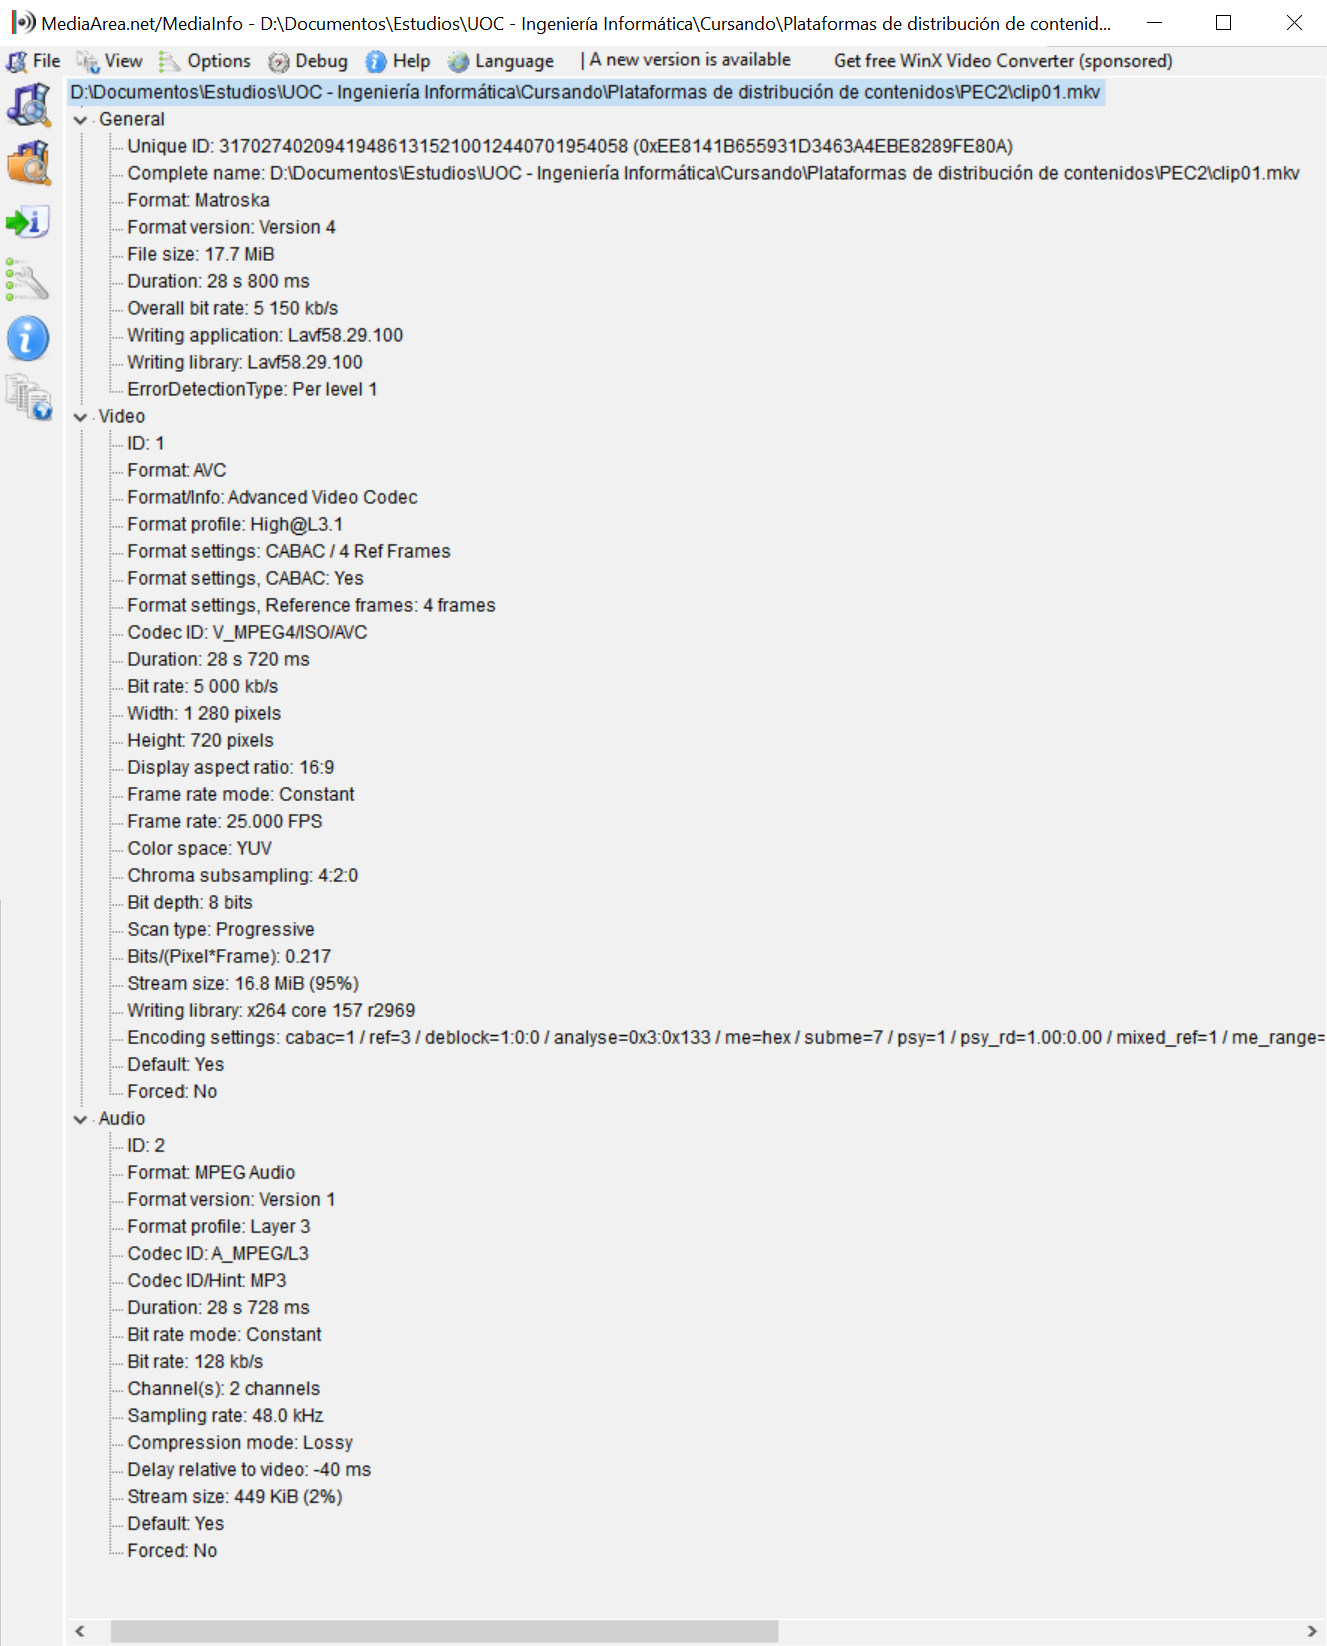 MediaArea.net/MediaInfo - D:\Documentos\Estudios\UOC - Ingeniería Informática\Cursando\Plataformas de distribución de contenid...
File View Options Debug Help Language | A new version is available Get free WinX Video Converter (sponsored)
D:\Documentos\Estudios\UOC - Ingeniería Informática\Cursando\Plataformas de distribución de contenidos\PEC2\clip01.mkv
General
Unique ID: 317027402094194861315210012440701954058 (0xEE8141B655931D3463A4EBE8289FE80A)
Complete name: D:\Documentos\Estudios\UOC - Ingeniería Informática\Cursando\Plataformas de distribución de contenidos\PEC2\clip01.mkv
Format: Matroska
Format version: Version 4
File size: 17.7 MiB
Duration: 28 s 800 ms
Overall bit rate: 5 150 kb/s
Writing application: Lavf58.29.100
Writing library: Lavf58.29.100
ErrorDetectionType: Per level 1
Video
ID: 1
Format: AVC
Format/Info: Advanced Video Codec
Format profile: High@L3.1
Format settings: CABAC / 4 Ref Frames
Format settings, CABAC: Yes
Format settings, Reference frames: 4 frames
Codec ID: V_MPEG4/ISO/AVC
Duration: 28 s 720 ms
Bit rate: 5 000 kb/s
Width: 1 280 pixels
Height: 720 pixels
Display aspect ratio: 16:9
Frame rate mode: Constant
Frame rate: 25.000 FPS
Color space: YUV
Chroma subsampling: 4:2:0
Bit depth: 8 bits
Scan type: Progressive
Bits/(Pixel*Frame): 0.217
Stream size: 16.8 MiB (95%)
Writing library: x264 core 157 r2969
Encoding settings: cabac=1 / ref=3 / deblock=1:0:0 / analyse=0x3:0x133 / me=hex / subme=7 / psy=1 / psy_rd=1.00:0.00 / mixed_ref=1 / me_range=
Default: Yes
Forced: No
Audio
ID: 2
Format: MPEG Audio
Format version: Version 1
Format profile: Layer 3
Codec ID: A_MPEG/L3
Codec ID/Hint: MP3
Duration: 28 s 728 ms
Bit rate mode: Constant
Bit rate: 128 kb/s
Channel(s): 2 channels
Sampling rate: 48.0 kHz
Compression mode: Lossy
Delay relative to video: -40 ms
Stream size: 449 KiB (2%)
Default: Yes
Forced: No